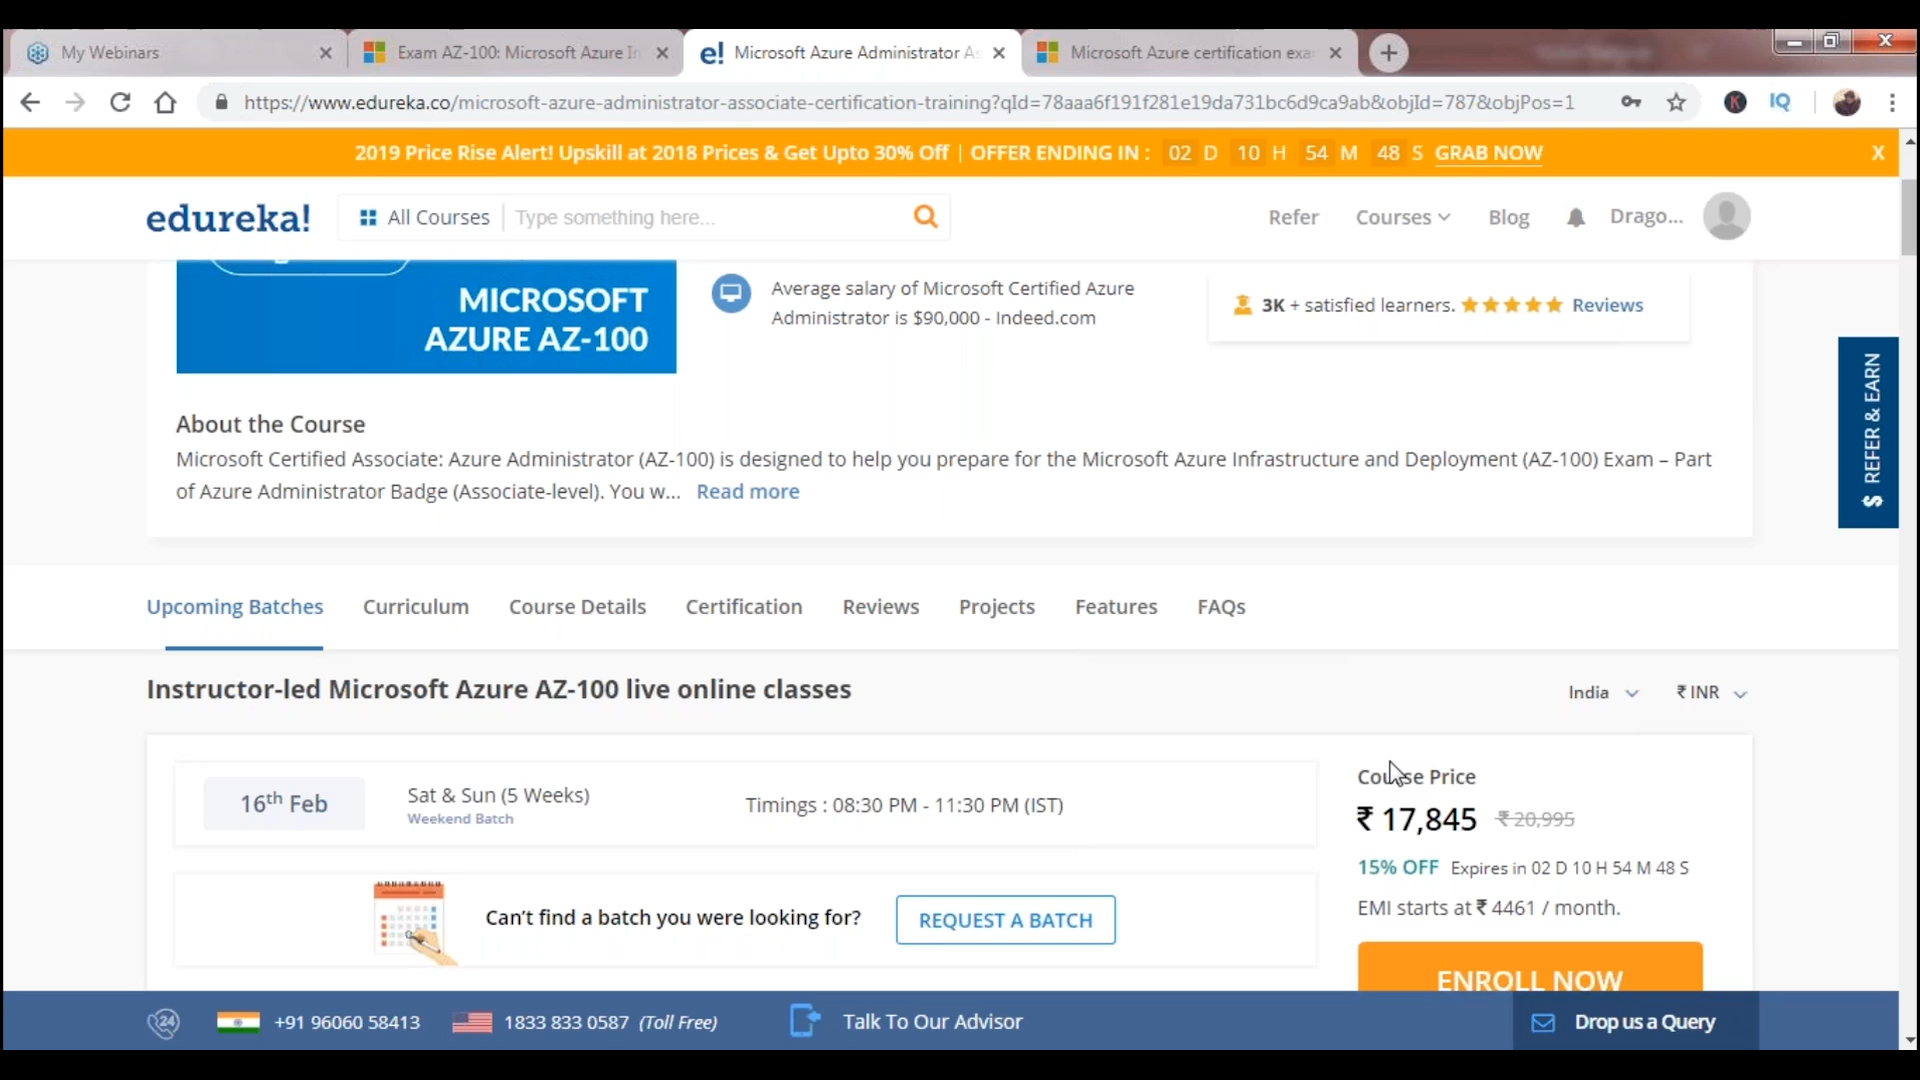 My Webinars
Exam AZ-100: Microsoft Azure In
Microsoft Azure Administrator As
Microsoft Azure certification exa
https://www.edureka.co/microsoft-azure-administrator-associate-certification-training?qId=78aaa6f191f281e19da731bc6d9ca9ab&objId=787&objPos=1
IQ
2019 Price Rise Alert! Upskill at 2018 Prices & Get Upto 30% Off | OFFER ENDING IN : 02 D 10 H 54 M 48 S GRAB NOW X
edureka! All Courses Type something here... Refer Courses Blog Drago...
MICROSOFT
AZURE AZ-100
Average salary of Microsoft Certified Azure
Administrator is $90,000 - Indeed.com
3K + satisfied learners. Reviews
$ REFER & EARN
About the Course
Microsoft Certified Associate: Azure Administrator (AZ-100) is designed to help you prepare for the Microsoft Azure Infrastructure and Deployment (AZ-100) Exam – Part
of Azure Administrator Badge (Associate-level). You w... Read more
Upcoming Batches Curriculum Course Details Certification Reviews Projects Features FAQs
Instructor-led Microsoft Azure AZ-100 live online classes
India ₹ INR
16th Feb
Sat & Sun (5 Weeks)
Weekend Batch
Timings : 08:30 PM - 11:30 PM (IST)
Course Price
₹ 17,845 ₹ 20,995
15% OFF Expires in 02 D 10 H 54 M 48 S
EMI starts at ₹ 4461 / month.
Can't find a batch you were looking for? REQUEST A BATCH
ENROLL NOW
24 +91 96060 58413 1833 833 0587 (Toll Free) Talk To Our Advisor Drop us a Query